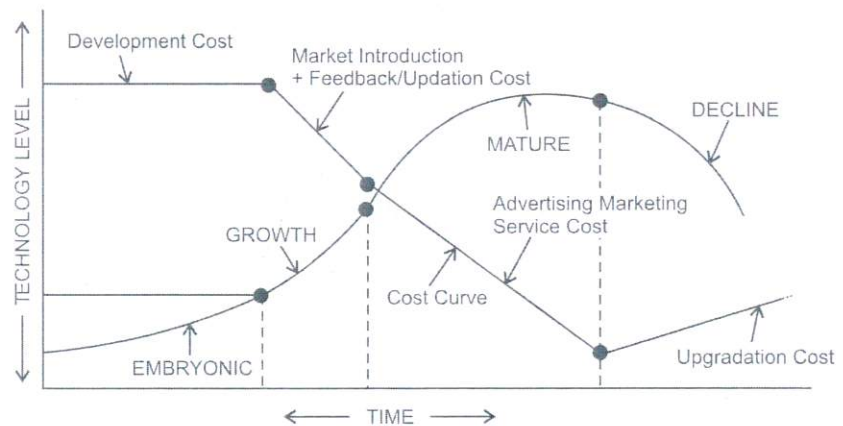 Development Cost
Market Introduction
+ Feedback/Updation Cost
TECHNOLOGY LEVEL
MATURE
DECLINE
GROWTH
Advertising Marketing
Service Cost
Cost Curve
EMBRYONIC
Upgradation Cost
TIME